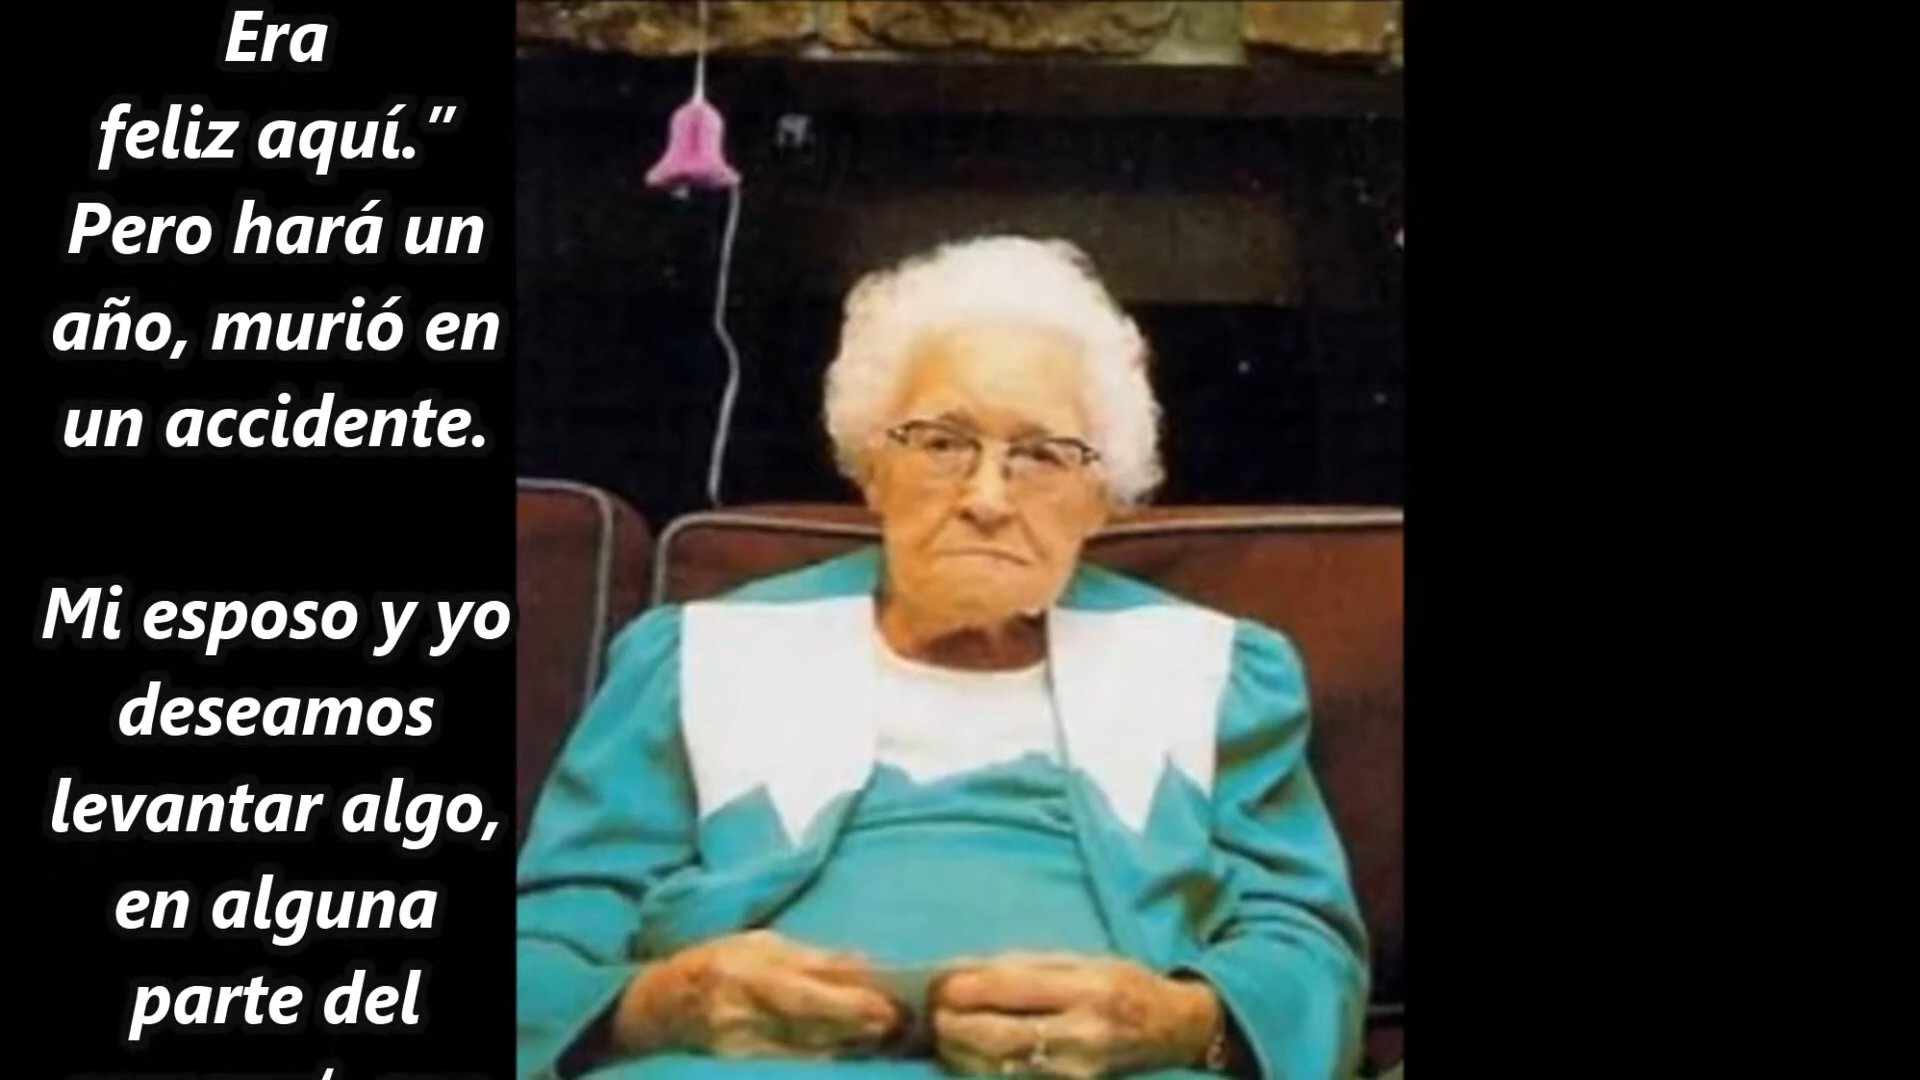 Era
feliz aquí.”
Pero hará un
año, murió en
un accidente.
Mi esposo y yo
deseamos
levantar algo,
en alguna
parte del